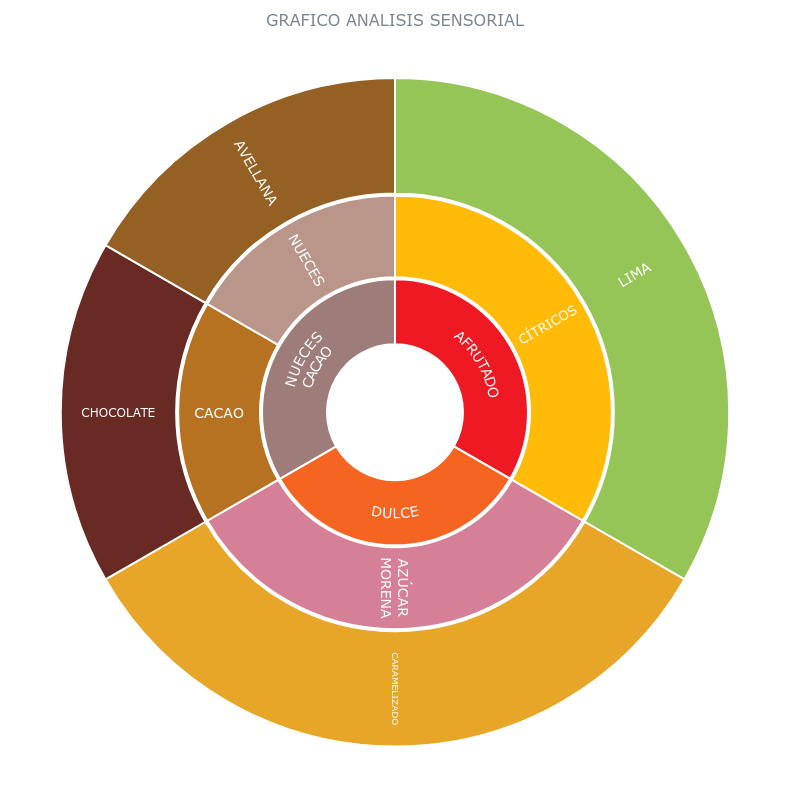 GRAFICO ANALISIS SENSORIAL
AVELLANA
NUECES
LIMA
CÍTRICOS
NUECES
CACAO
AFRUTADO
CHOCOLATE
CACAO
DULCE
AZÚCAR
MORENA
CARAMELIZADO